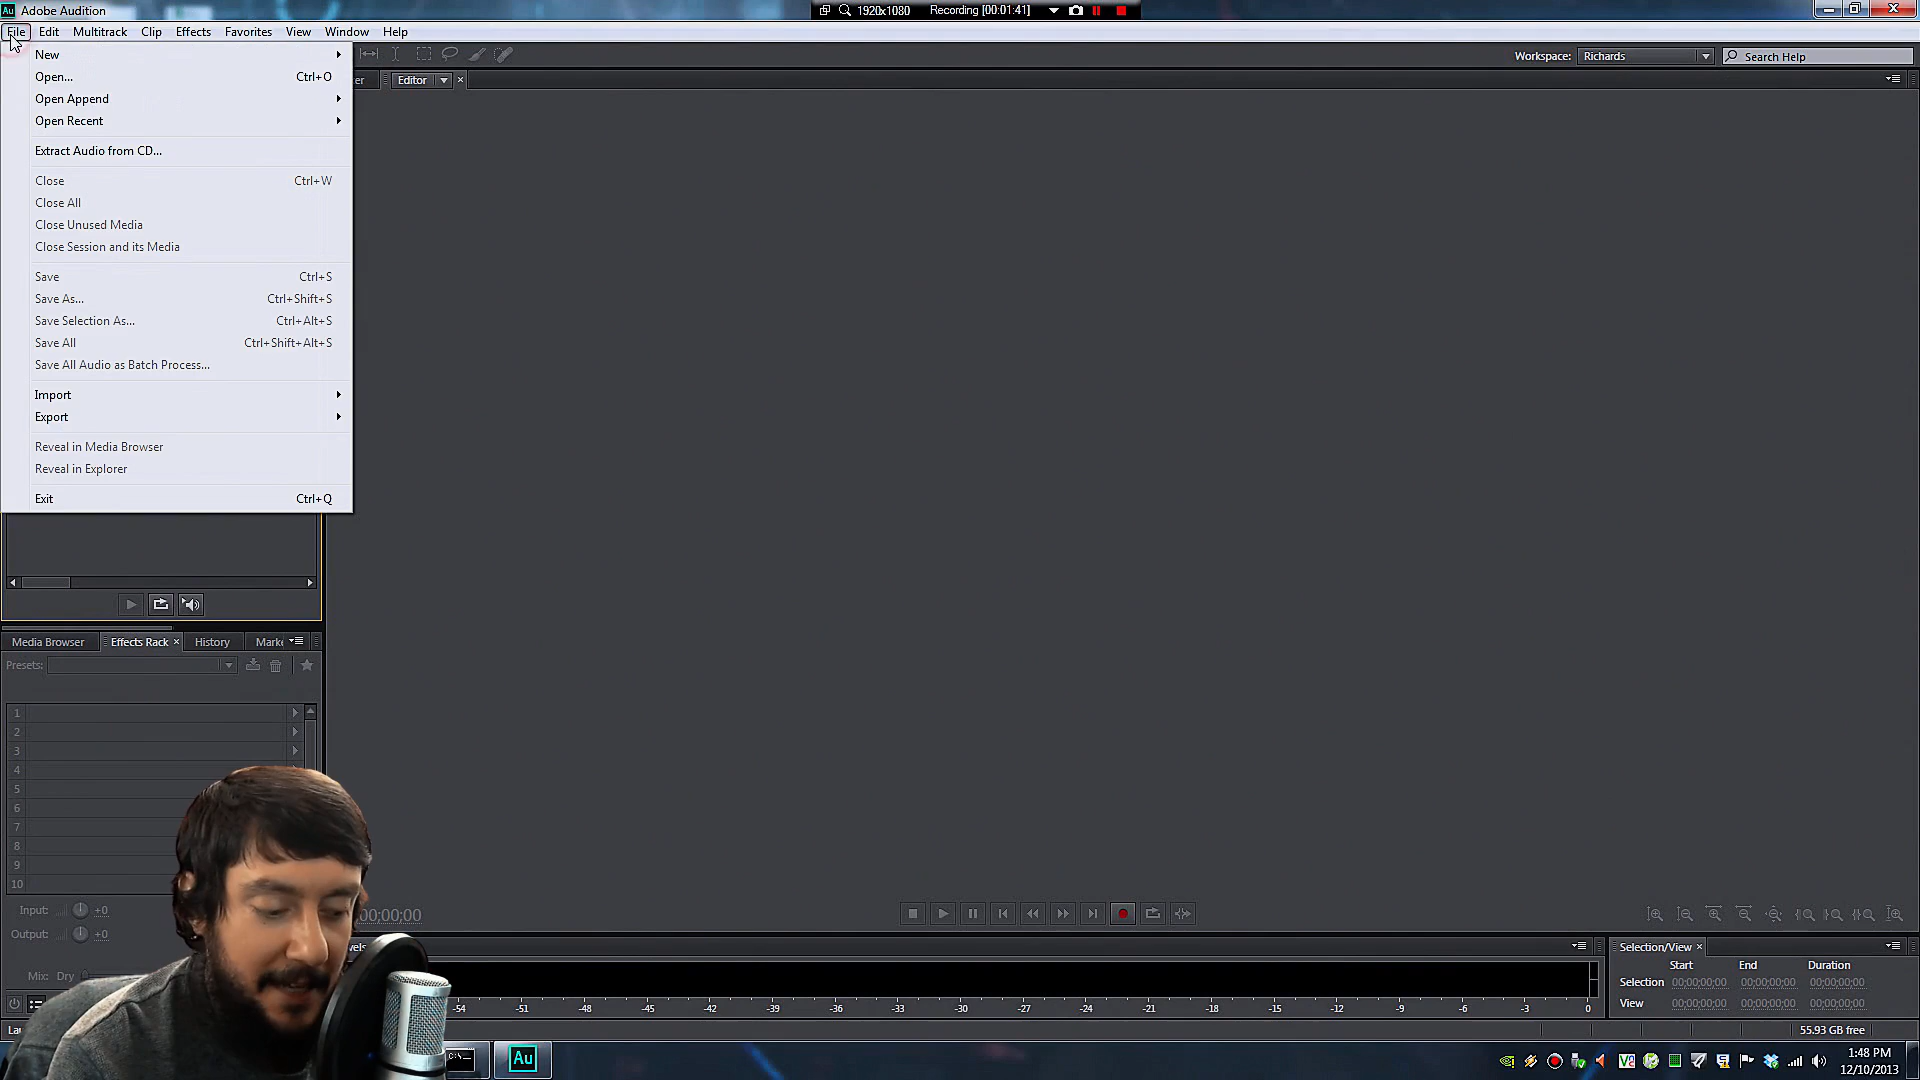 Au Adobe Audition
1920x1080 Recording [00:01:41]
File Edit Multitrack Clip Effects Favorites View Window Help
New
Open... Ctrl+O
Open Append
Open Recent
Extract Audio from CD...
Close Ctrl+W
Close All
Close Unused Media
Close Session and its Media
Save Ctrl+S
Save As... Ctrl+Shift+S
Save Selection As... Ctrl+Alt+S
Save All Ctrl+Shift+Alt+S
Save All Audio as Batch Process...
Import
Export
Reveal in Media Browser
Reveal in Explorer
Exit Ctrl+Q
Workspace: Richards Search Help
er Editor
Media Browser Effects Rack History Marke
Presets:
1
2
3
4
5
6
7
8
9
10
Input: +0
Output: +0
Mix: Dry
00;00;00
vels
-54 -51 -48 -45 -42 -39 -36 -33 -30 -27 -24 -21 -18 -15 -12 -9 -6 -3 0
Selection/View
Start End Duration
Selection 00;00;00;00 00;00;00;00 00;00;00;00
View 00;00;00;00 00;00;00;00 00;00;00;00
Lau
55.93 GB free
C:\
Au
1:48 PM
12/10/2013